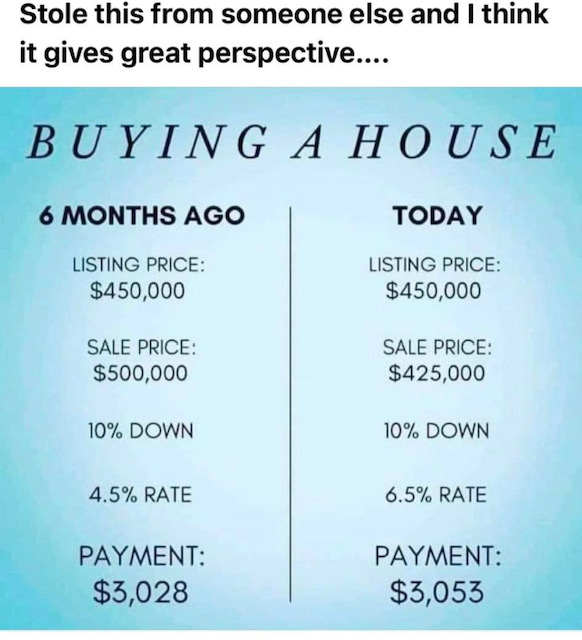 Stole this from someone else and I think
it gives great perspective....
BUYING A HOUSE
6 MONTHS AGO
LISTING PRICE:
$450,000
SALE PRICE:
$500,000
10% DOWN
4.5% RATE
PAYMENT:
$3,028
TODAY
LISTING PRICE:
$450,000
SALE PRICE:
$425,000
10% DOWN
6.5% RATE
PAYMENT:
$3,053